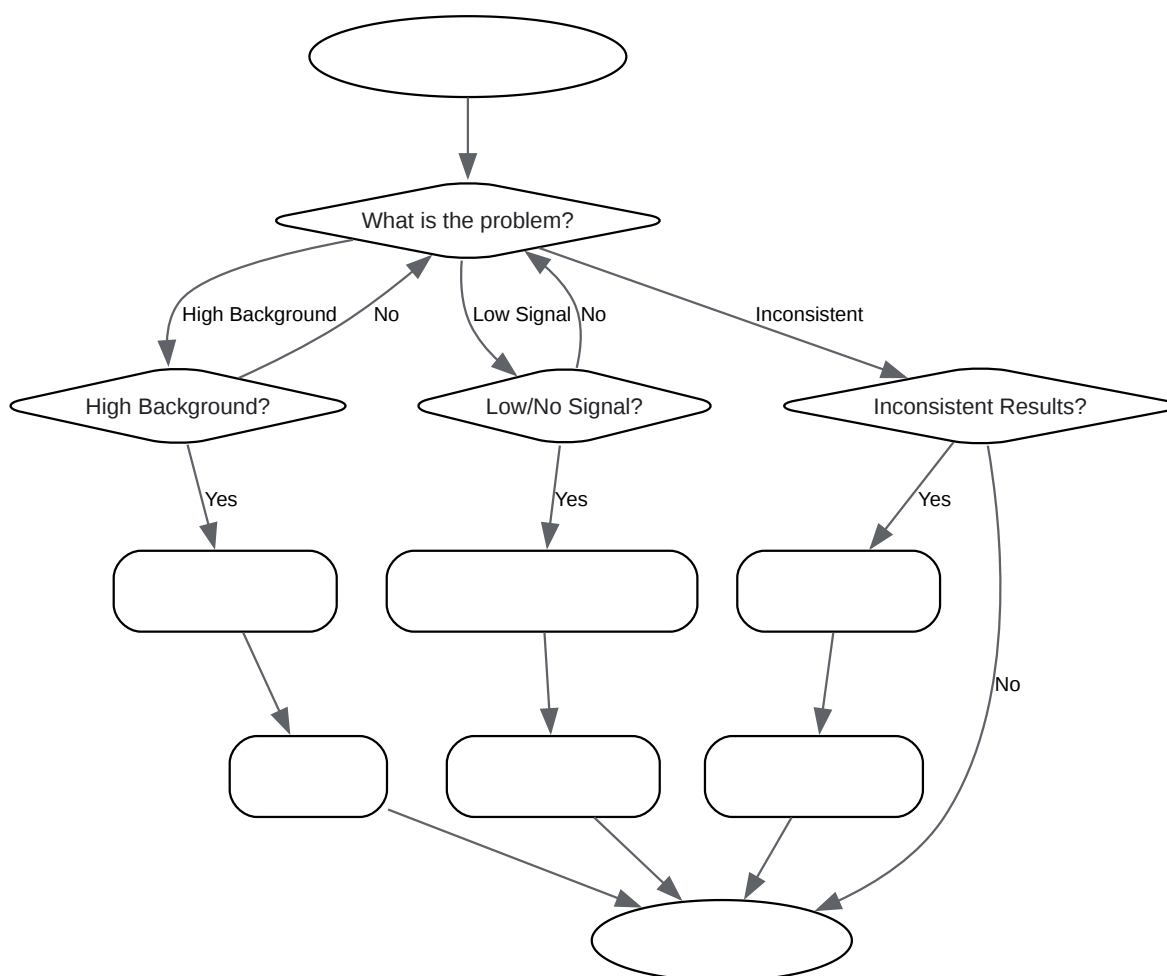 What is the problem?
High Background
No
Low Signal
No
Inconsistent
High Background?
Low/No Signal?
Inconsistent Results?
Yes
Yes
Yes
No